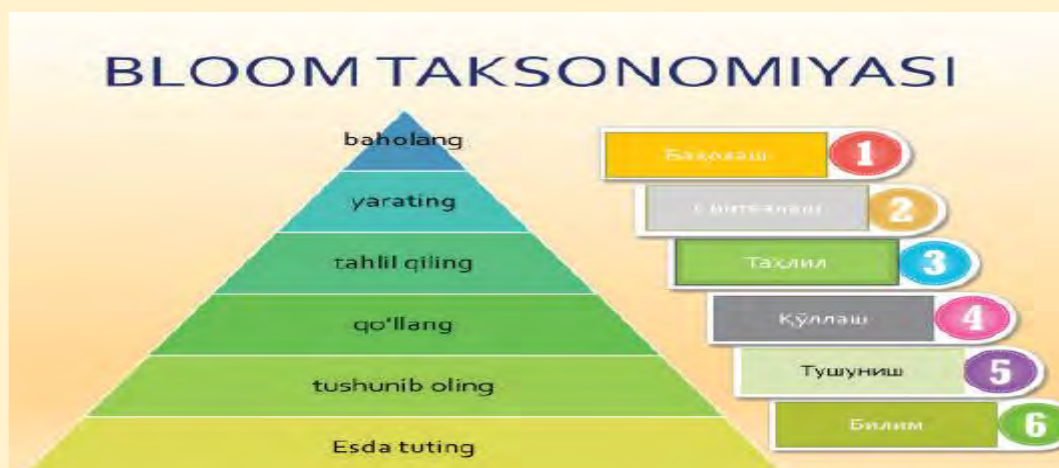 BLOOM TAKSONOMIYASI
baholang
yarating
tahlil qiling
qo'llang
tushunib oling
Esda tuting
Баҳолаш 1
2
Таҳлил 3
Қўллаш 4
Тушуниш 5
Билим 6